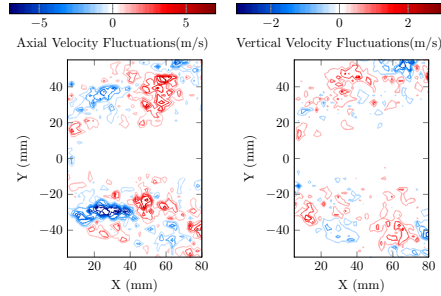 −5 0 5
−2 0 2
Axial Velocity Fluctuations(m/s)
Vertical Velocity Fluctuations(m/s)
Y (mm)
40
20
0
−20
−40
20 40 60 80
X (mm)
Y (mm)
40
20
0
−20
−40
20 40 60 80
X (mm)